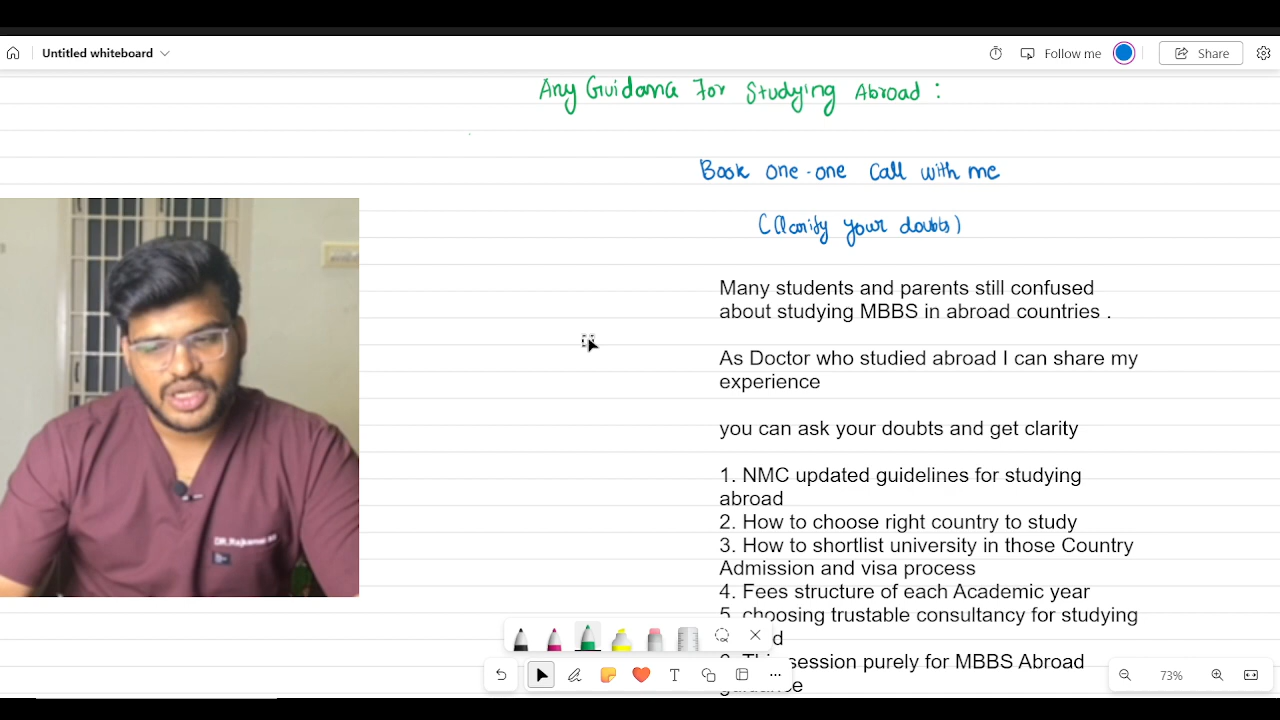 Untitled whiteboard
Follow me
Share
Any Guidance For Studying Abroad :
Book one-one call with me
(Clarify your doubts)
Many students and parents still confused
about studying MBBS in abroad countries .
As Doctor who studied abroad I can share my
experience
you can ask your doubts and get clarity
1. NMC updated guidelines for studying
abroad
2. How to choose right country to study
3. How to shortlist university in those Country
Admission and visa process
4. Fees structure of each Academic year
5. choosing trustable consultancy for studying
session purely for MBBS Abroad
73%